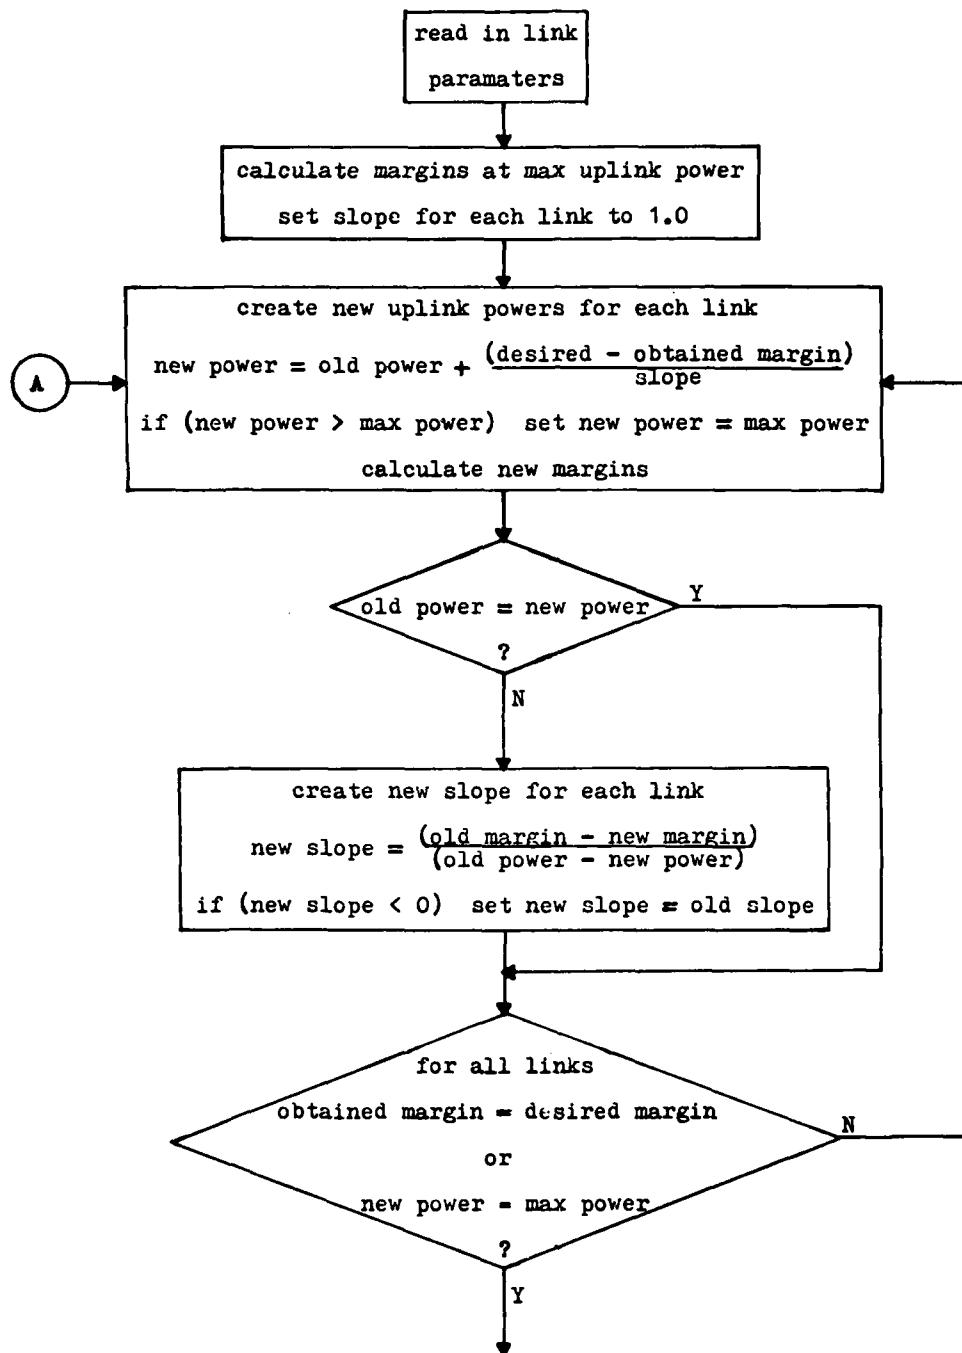 read in link
paramaters
calculate margins at max uplink power
set slope for each link to 1.0
create new uplink powers for each link
new power = old power + (desired - obtained margin)
slope
A
if (new power > max power) set new power = max power
calculate new margins
old power = new power
Y
?
N
create new slope for each link
new slope = (old margin - new margin)
(old power - new power)
if (new slope < 0) set new slope = old slope
for all links
obtained margin = desired margin
N
or
new power = max power
?
Y